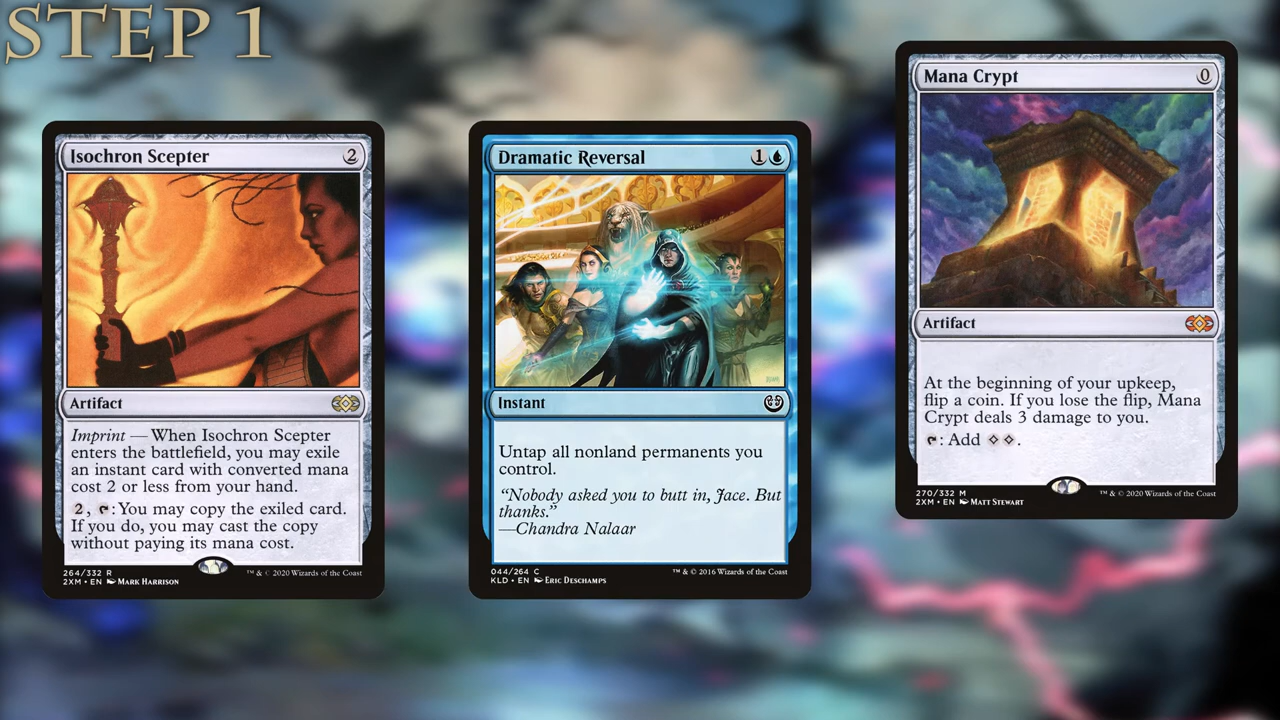 STEP 1
Isochron Scepter 2
Artifact
Imprint — When Isochron Scepter
enters the battlefield, you may exile
an instant card with converted mana
cost 2 or less from your hand.
2, : You may copy the exiled card.
If you do, you may cast the copy
without paying its mana cost.
264/332 R
2XM • EN Mark Harrison
™ & © 2020 Wizards of the Coast
Dramatic Reversal 1
Instant
Untap all nonland permanents you
control.
“Nobody asked you to butt in, Jace. But
thanks.”
—Chandra Nalaar
044/264 C
KLD • EN Eric Deschamps
™ & © 2016 Wizards of the Coast
Mana Crypt 0
Artifact
At the beginning of your upkeep,
flip a coin. If you lose the flip, Mana
Crypt deals 3 damage to you.
: Add .
270/332 M
2XM • EN Matt Stewart
™ & © 2020 Wizards of the Coast